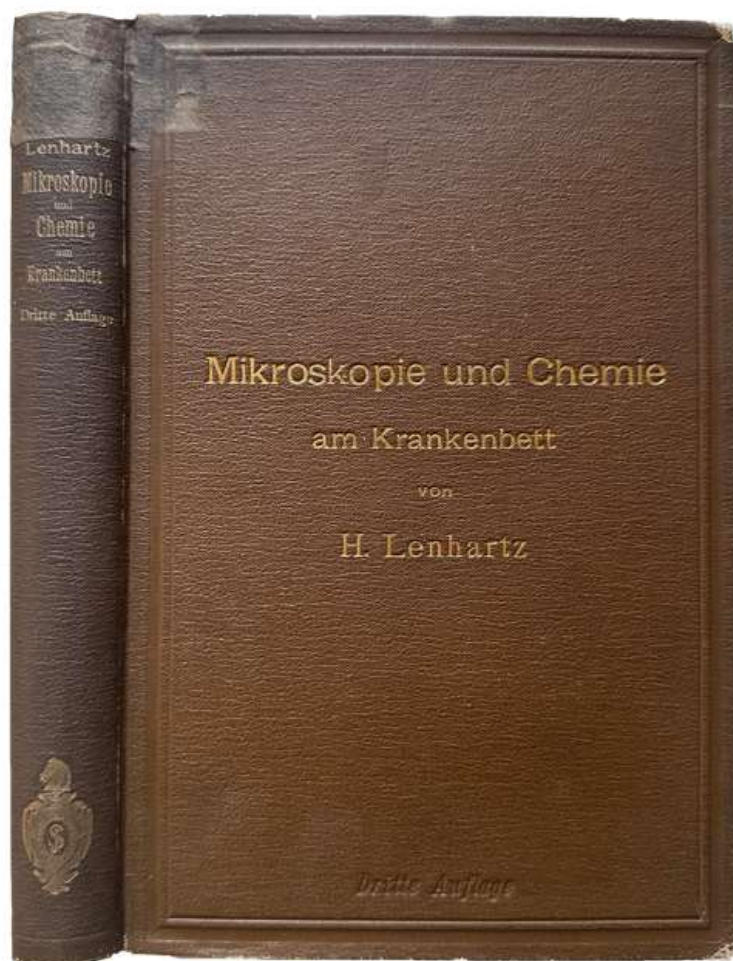 Lenhartz
Mikroskopie
und
Chemie
am
Krankenbett
Dritte Auflage
Mikroskopie und Chemie
am Krankenbett
von
H. Lenhartz
Dritte Auflage